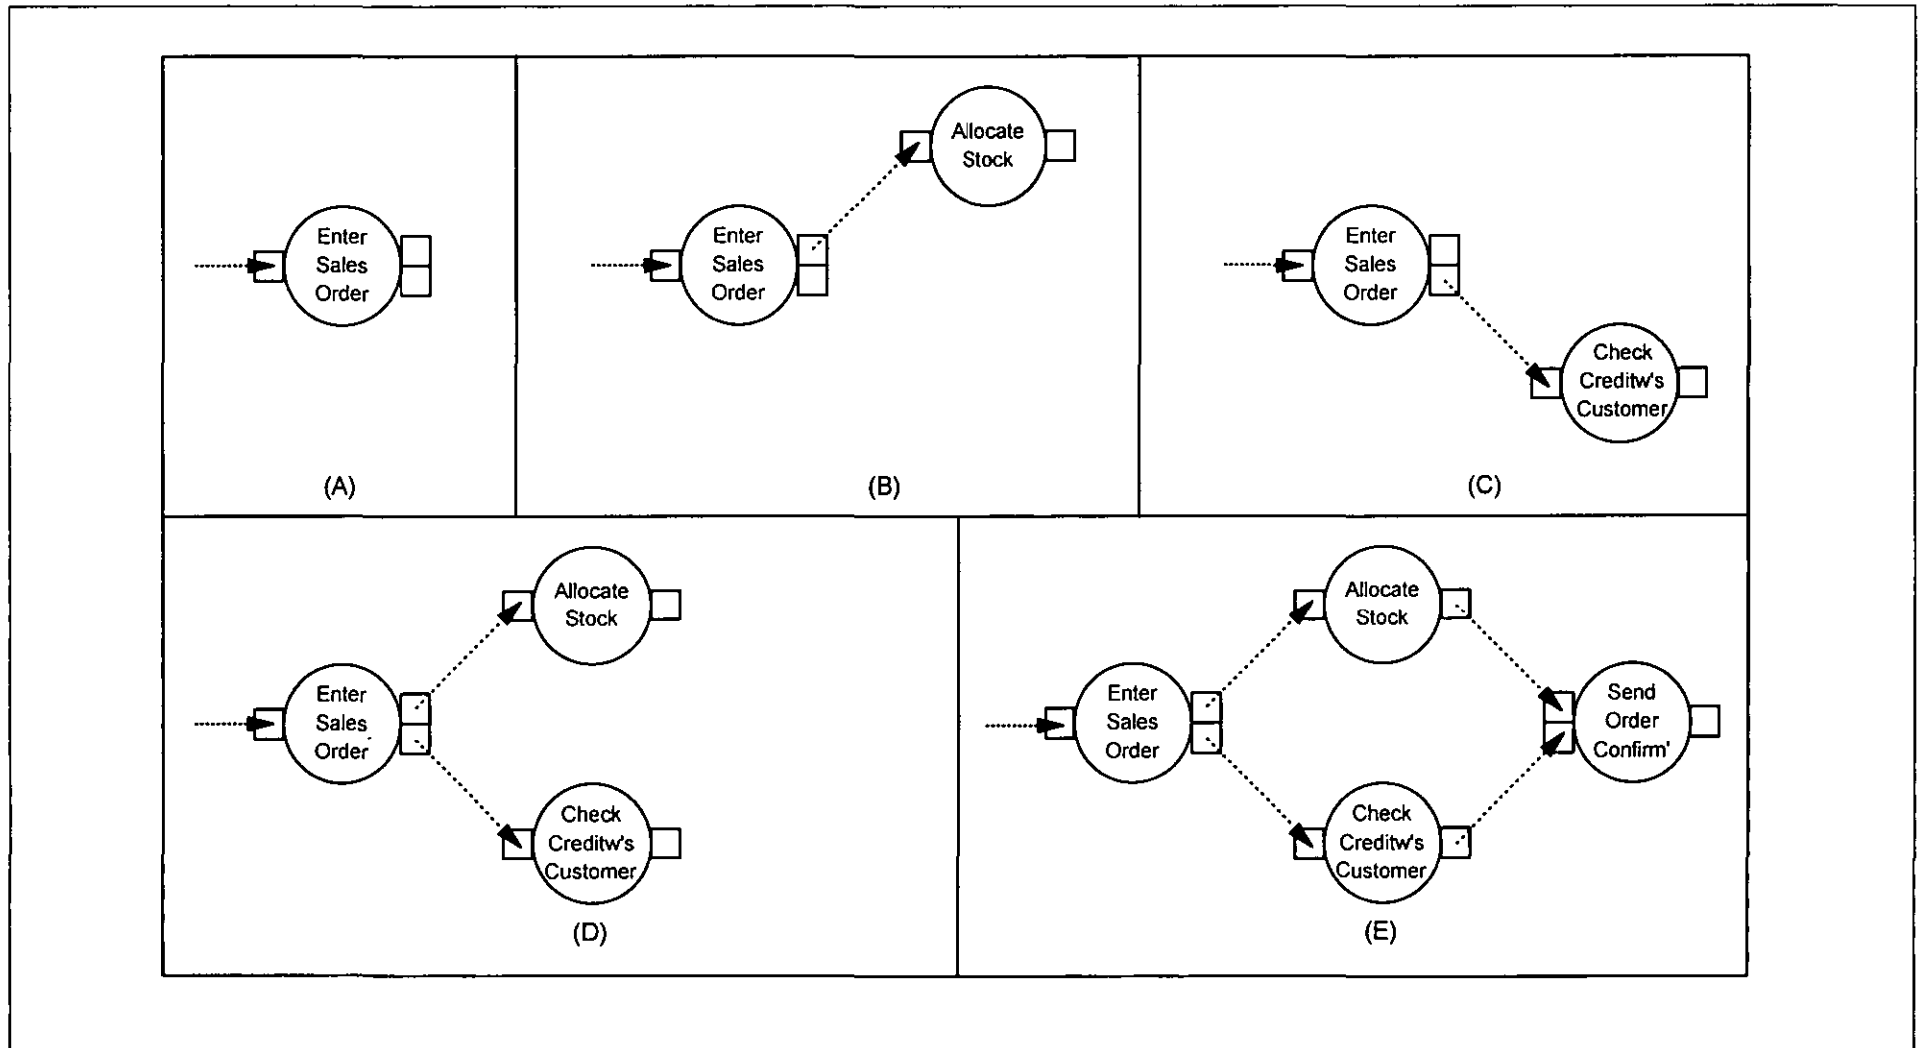 Enter
Sales
Order
(A)
Allocate
Stock
Enter
Sales
Order
(B)
Enter
Sales
Order
Check
Creditw's
Customer
(C)
Allocate
Stock
Enter
Sales
Order
Check
Creditw's
Customer
(D)
Allocate
Stock
Enter
Sales
Order
Send
Order
Confirm'
Check
Creditw's
Customer
(E)